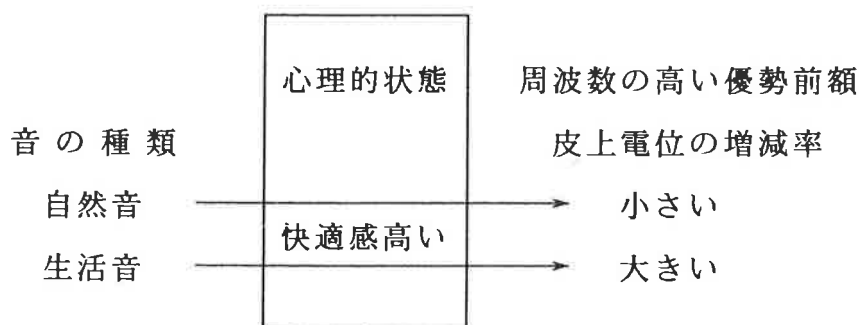 心理的状態
周波数の高い優勢前額
音の種類
皮上電位の増減率
自然音
小さい
快適感高い
生活音
大きい